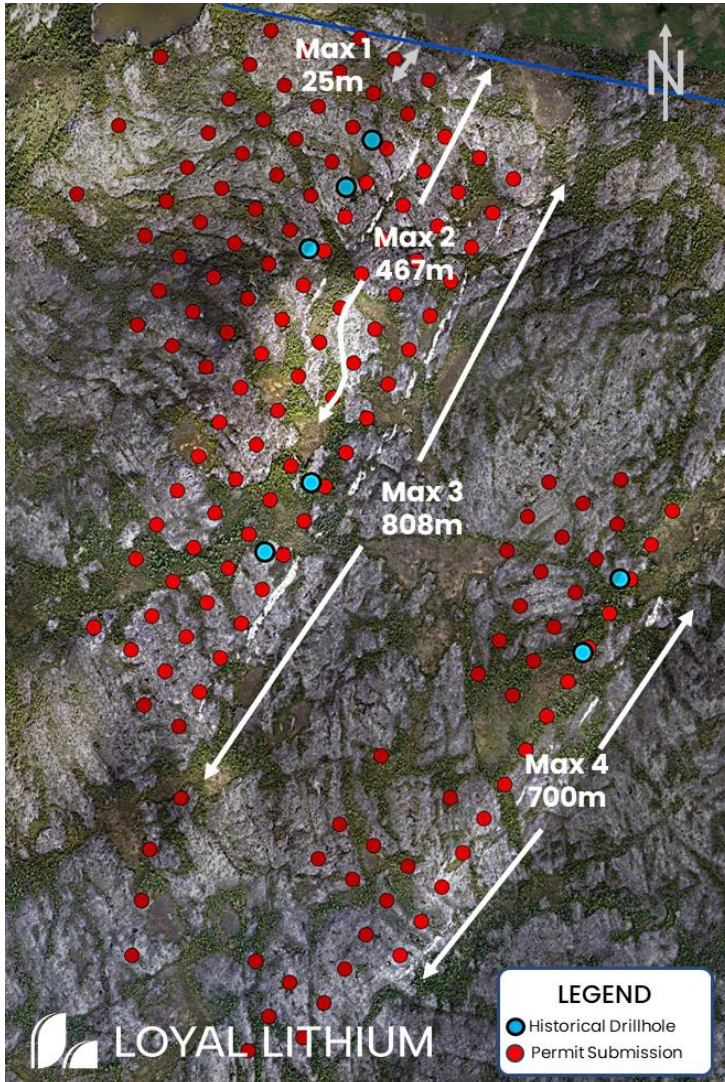 Max 1
25m
N
Max 2
467m
Max 3
808m
Max 4
700m
LEGEND
Historical Drillhole
Permit Submission
LOYAL LITHIUM